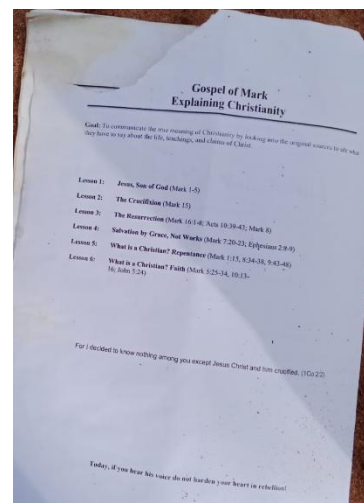 Gospel of Mark
Explaining Christianity
Goal: To communicate the true meaning of Christianity by looking into the original sources to see what
they have to say about the life, teachings, and claims of Christ.
Lesson 1: Jesus, Son of God (Mark 1-5)
Lesson 2: The Crucifixion (Mark 15)
Lesson 3: The Resurrection (Mark 16:1-8; Acts 10:39-43; Mark 8)
Lesson 4: Salvation by Grace, Not Works (Mark 7:20-23; Ephesians 2:8-9)
Lesson 5: What is a Christian? Repentance (Mark 1:15, 8:34-38, 9:43-48)
Lesson 6: What is a Christian? Faith (Mark 5:25-34, 10:13-
16; John 5:24)
For I decided to know nothing among you except Jesus Christ and him crucified. (1Co 2:2)
Today, if you hear his voice do not harden your heart in rebellion!